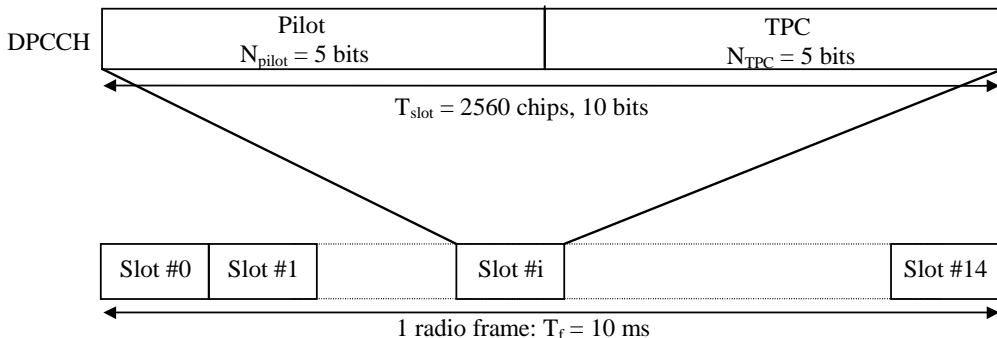 DPCCH
Pilot
N_pilot = 5 bits
TPC
N_TPC = 5 bits
T_slot = 2560 chips, 10 bits
Slot #0
Slot #1
Slot #i
Slot #14
1 radio frame: T_f = 10 ms